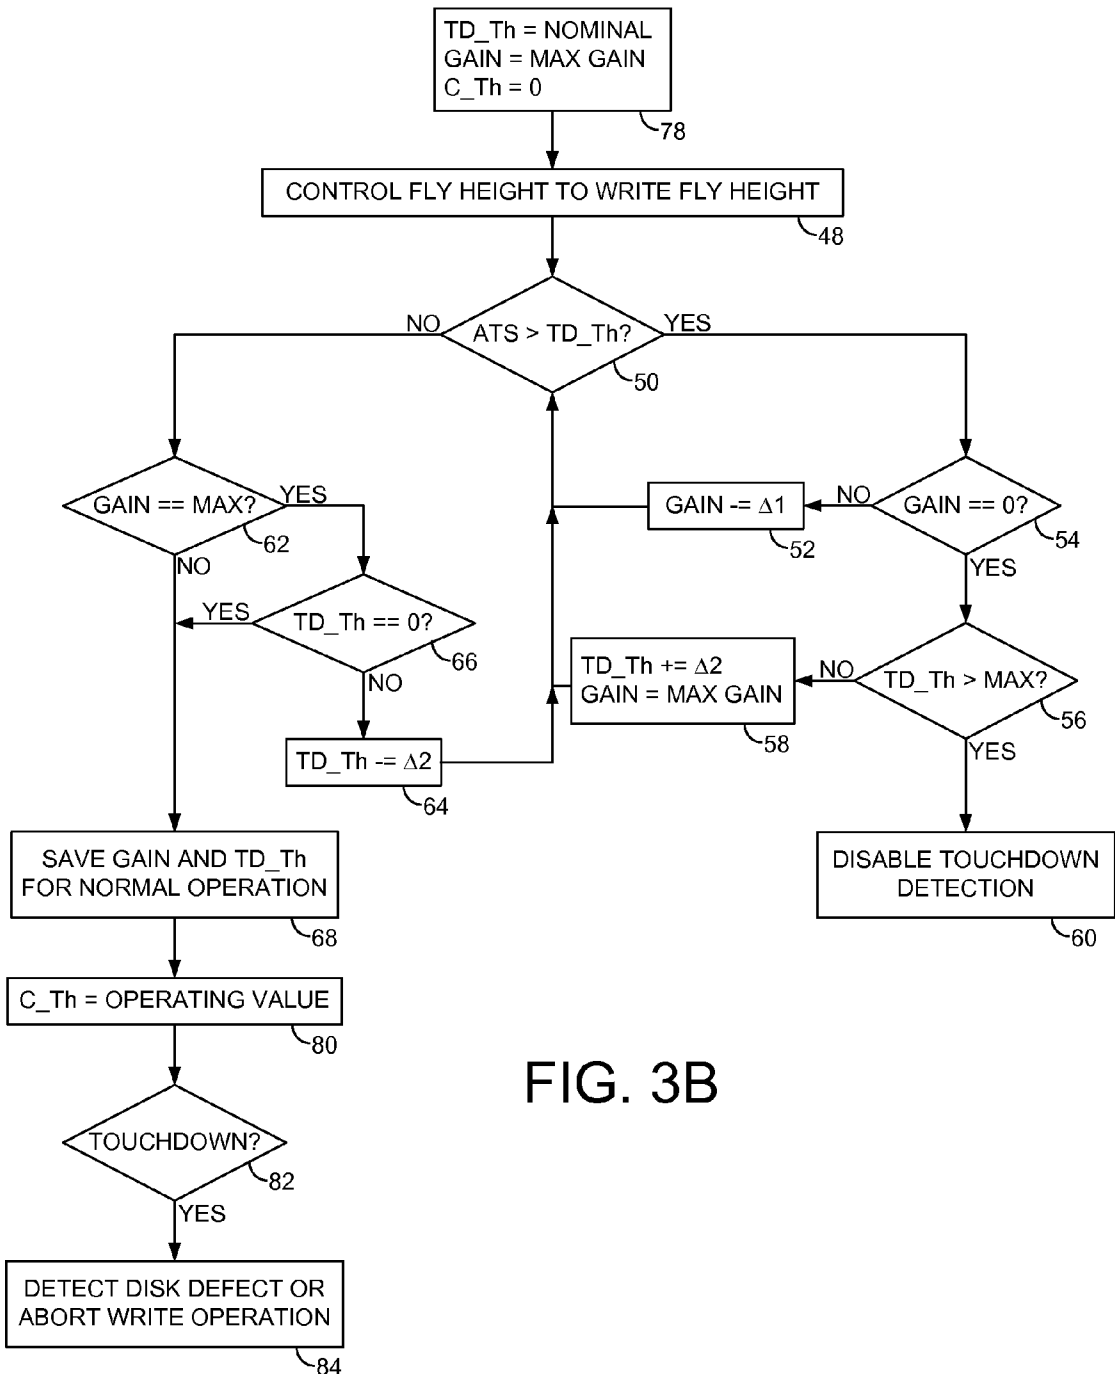 TD_Th = NOMINAL
GAIN = MAX GAIN
C_Th = 0
78
CONTROL FLY HEIGHT TO WRITE FLY HEIGHT
48
NO
ATS > TD_Th?
YES
50
GAIN == MAX?
YES
62
NO
GAIN -= Δ1
52
NO
GAIN == 0?
54
YES
YES
TD_Th == 0?
66
NO
TD_Th += Δ2
GAIN = MAX GAIN
58
NO
TD_Th > MAX?
56
YES
TD_Th -= Δ2
64
SAVE GAIN AND TD_Th
FOR NORMAL OPERATION
68
DISABLE TOUCHDOWN
DETECTION
60
C_Th = OPERATING VALUE
80
FIG. 3B
TOUCHDOWN?
82
YES
DETECT DISK DEFECT OR
ABORT WRITE OPERATION
84